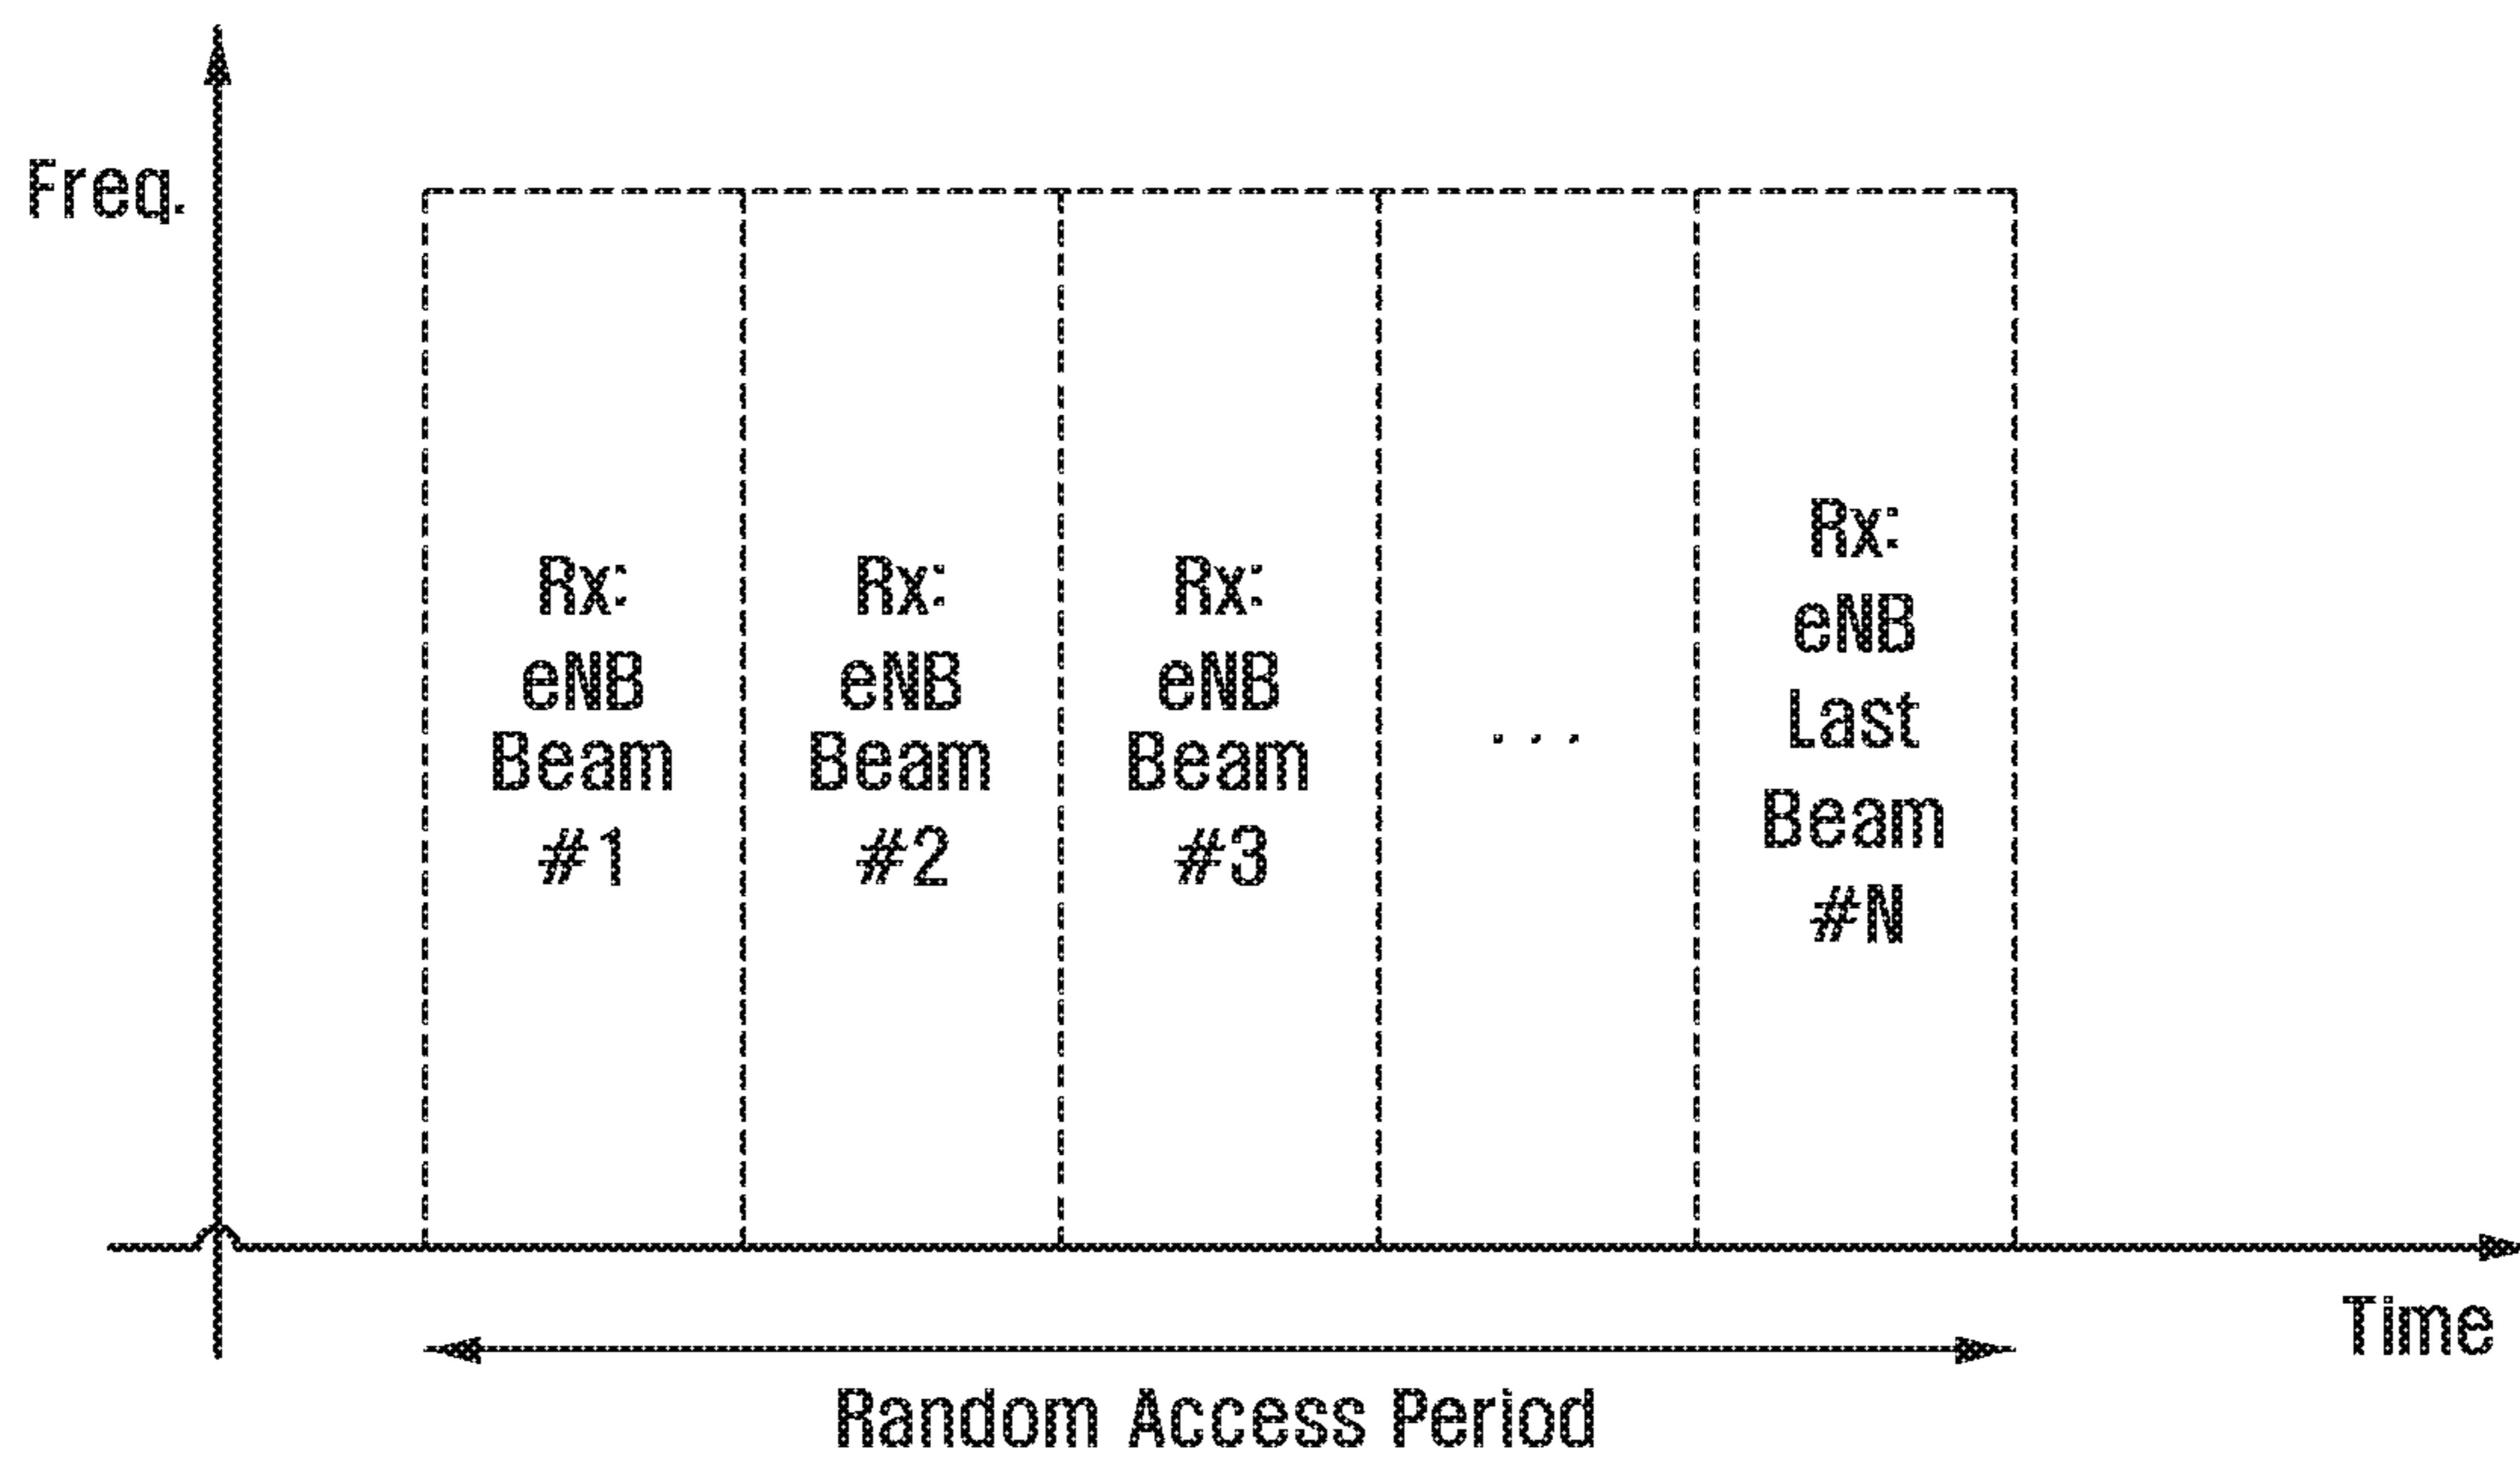 Freq.
Rx:
eNB
Beam
#1
Rx:
eNB
Beam
#2
Rx:
eNB
Beam
#3
...
Rx:
eNB
Last
Beam
#N
Time
Random Access Period